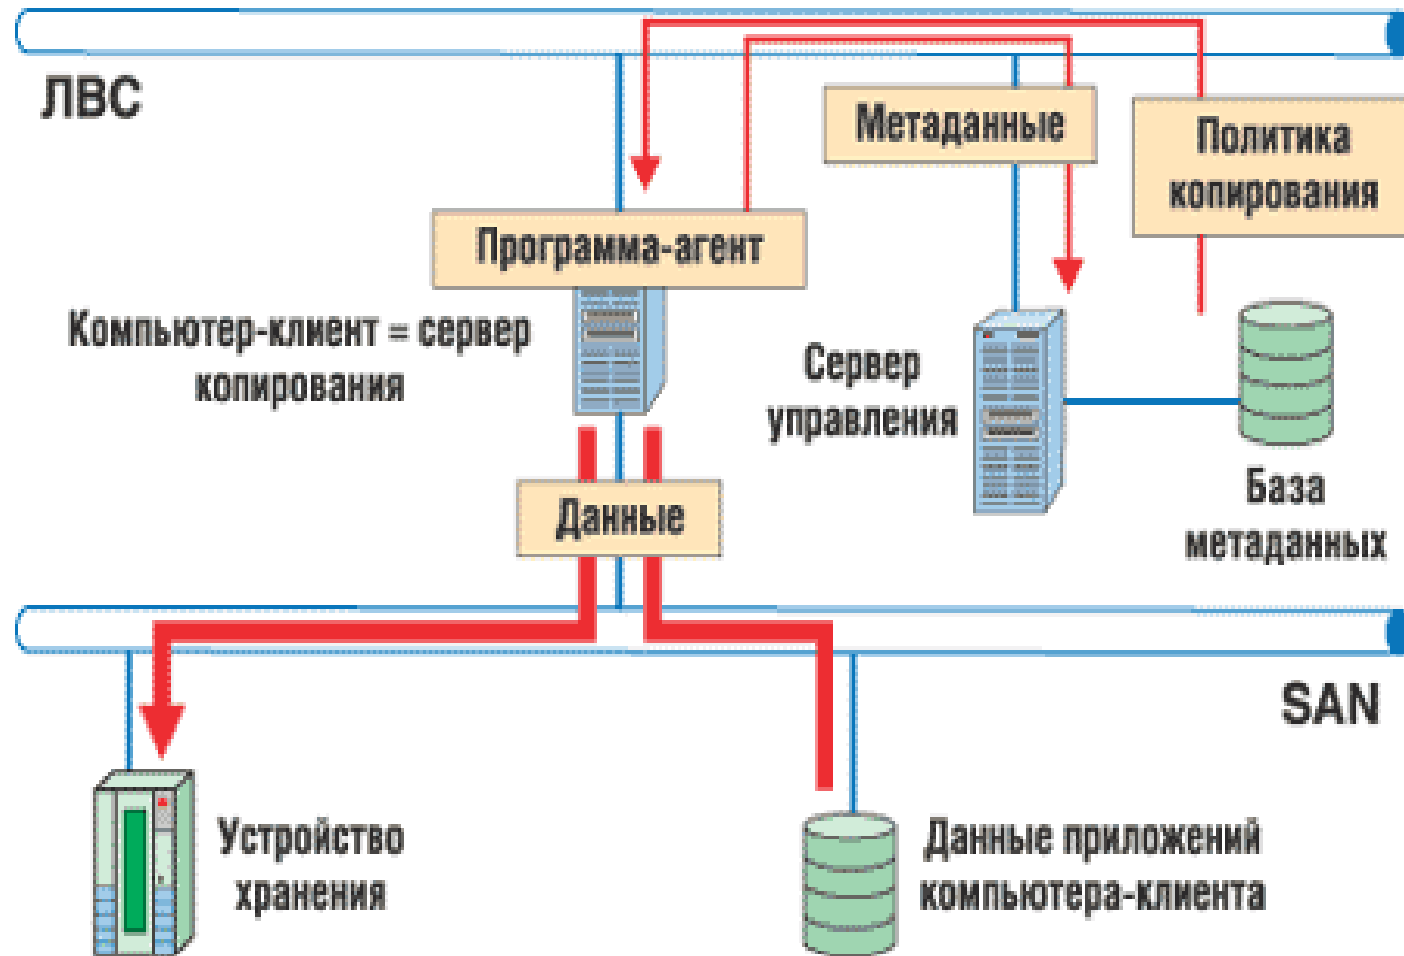 ЛВС
Метаданные
Политика
копирования
Программа-агент
Компьютер-клиент = сервер
копирования
Сервер
управления
Данные
База
метаданных
SAN
Устройство
хранения
Данные приложений
компьютера-клиента